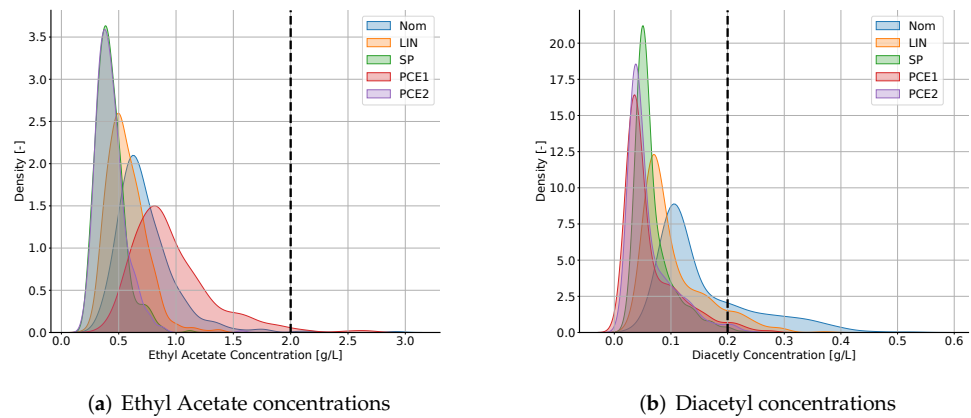 Nom
LIN
SP
PCE1
PCE2
3.5
3.0
2.5
2.0
1.5
1.0
0.5
0.0
Density [-]
0.0 0.5 1.0 1.5 2.0 2.5 3.0
Ethyl Acetate Concentration [g/L]
(a) Ethyl Acetate concentrations
Nom
LIN
SP
PCE1
PCE2
20.0
17.5
15.0
12.5
10.0
7.5
5.0
2.5
0.0
Density [-]
0.0 0.1 0.2 0.3 0.4 0.5 0.6
Diacetly Concentration [g/L]
(b) Diacetyl concentrations